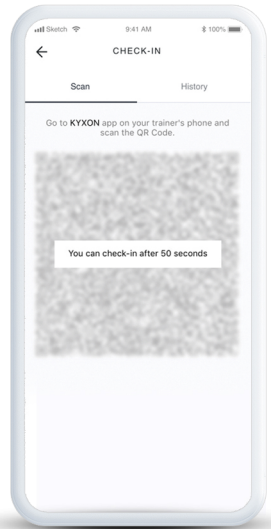 Sketch 9:41 AM 100%
CHECK-IN
Scan History
Go to KYXON app on your trainer's phone and
scan the QR Code.
You can check-in after 50 seconds